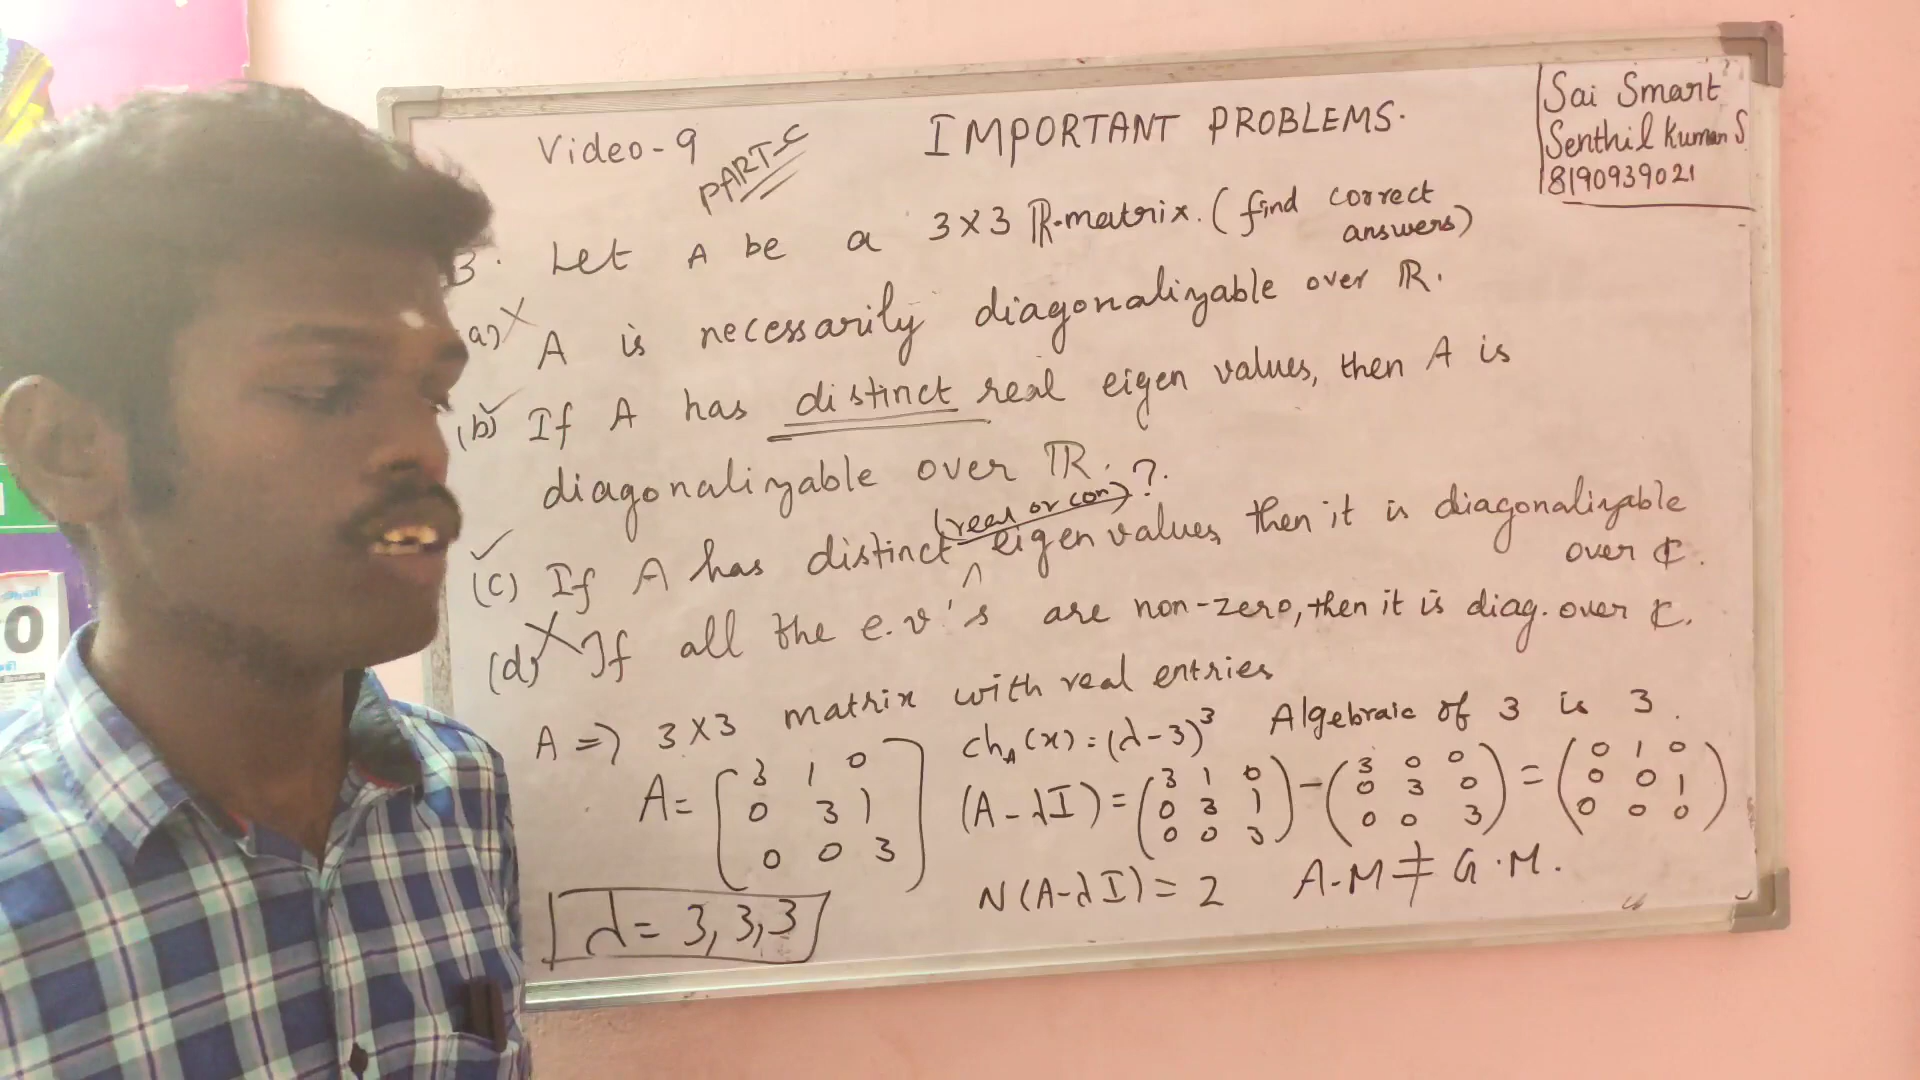 Video-9
PART-C
IMPORTANT PROBLEMS.
Sai Smart
Senthil Kumar S
8190939021
3. Let A be a 3×3 ℝ-matrix. (find correct answers)
(a) ✗ A is necessarily diagonalizable over ℝ.
(b) ✓ If A has distinct real eigen values, then A is
diagonalizable over ℝ. ?.
(real or com)
✓ (c) If A has distinct ^ eigen values, then it is diagonalizable
over ₵.
(d) ✗ If all the e.v's are non-zero, then it is diag. over ₵.
A ⇒ 3×3 matrix with real entries
ch_A(x) = (λ-3)³ Algebraic of 3 is 3.
A = [3 1 0
0 3 1
0 0 3]
(A-λI) = (3 1 0
0 3 1
0 0 3) - (3 0 0
0 3 0
0 0 3) = (0 1 0
0 0 1
0 0 0)
N(A-λI) = 2 A.M ≠ G.M.
λ = 3,3,3
0